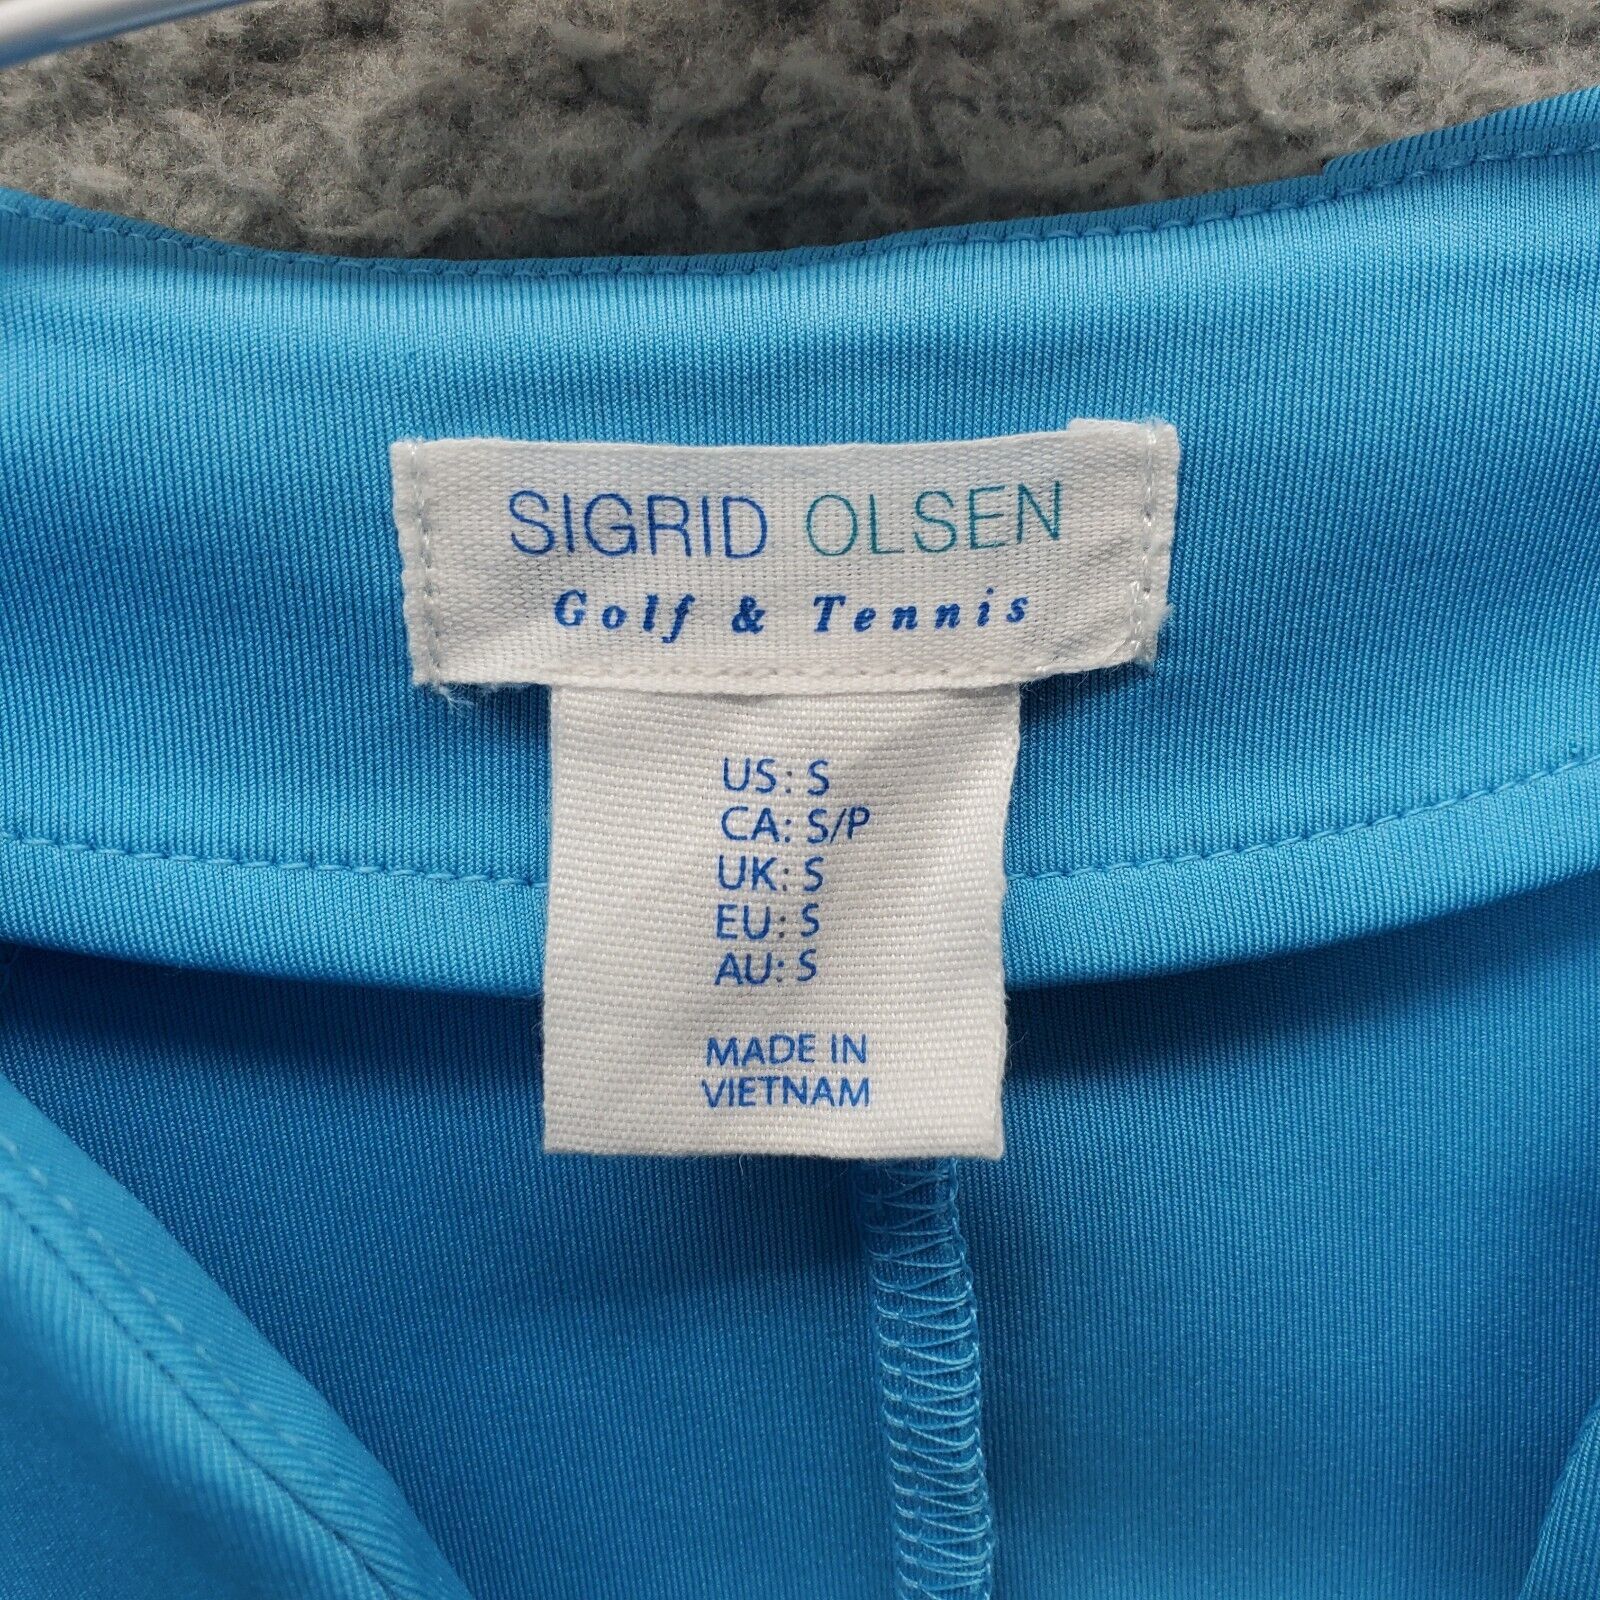 SIGRID OLSEN
Golf & Tennis
US: S
CA: S/P
UK: S
EU: S
AU: S
MADE IN
VIETNAM